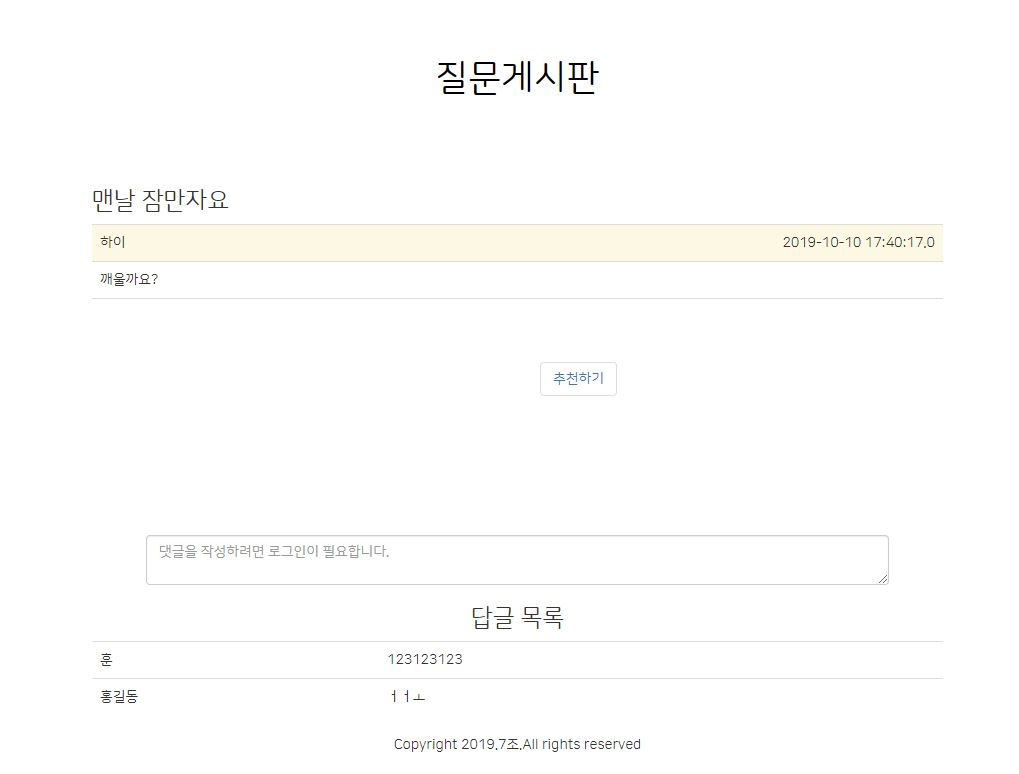 질문게시판
맨날 잠만자요
하이 2019-10-10 17:40:17.0
깨울까요?
추천하기
댓글을 작성하려면 로그인이 필요합니다.
답글 목록
훈 123123123
홍길동 ㅓㅓㅗ
Copyright 2019.7조.All rights reserved